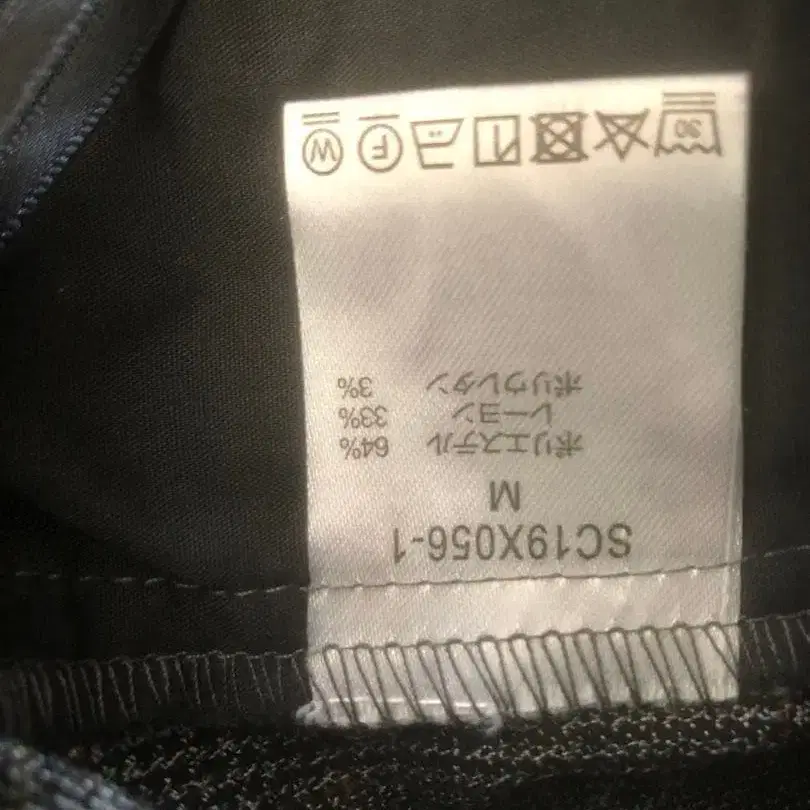 SC19X056-1
M
ポリエステル 64%
レーヨン 33%
ポリウレタン 3%
30 F W